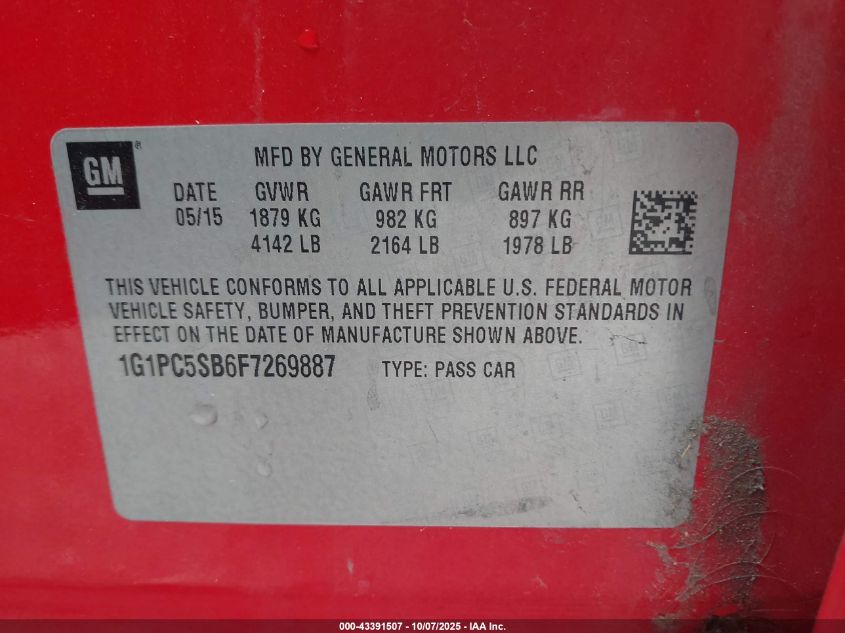 GM®
MFD BY GENERAL MOTORS LLC
DATE GVWR GAWR FRT GAWR RR
05/15 1879 KG 982 KG 897 KG
4142 LB 2164 LB 1978 LB
THIS VEHICLE CONFORMS TO ALL APPLICABLE U.S. FEDERAL MOTOR
VEHICLE SAFETY, BUMPER, AND THEFT PREVENTION STANDARDS IN
EFFECT ON THE DATE OF MANUFACTURE SHOWN ABOVE.
1G1PC5SB6F7269887 TYPE: PASS CAR
000-43391507 - 10/07/2025 - IAA Inc.